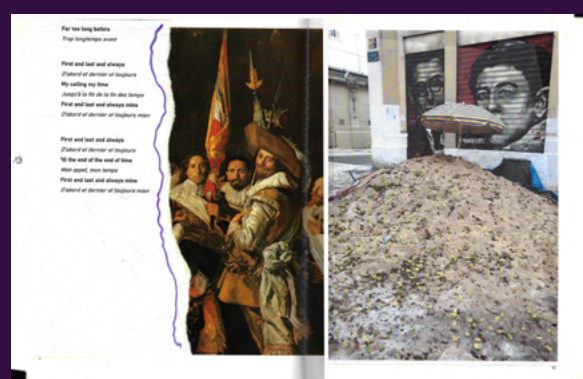 Far too long before
Trop longtemps avant
First and last and always
D'abord et dernier et toujours
My calling my time
Jusqu'à la fin de la fin des temps
First and last and always mine
D'abord et dernier et toujours mien
First and last and always
D'abord et dernier et toujours
'til the end of the end of time
Mon appel, mon temps
First and last and always mine
D'abord et dernier et toujours mien